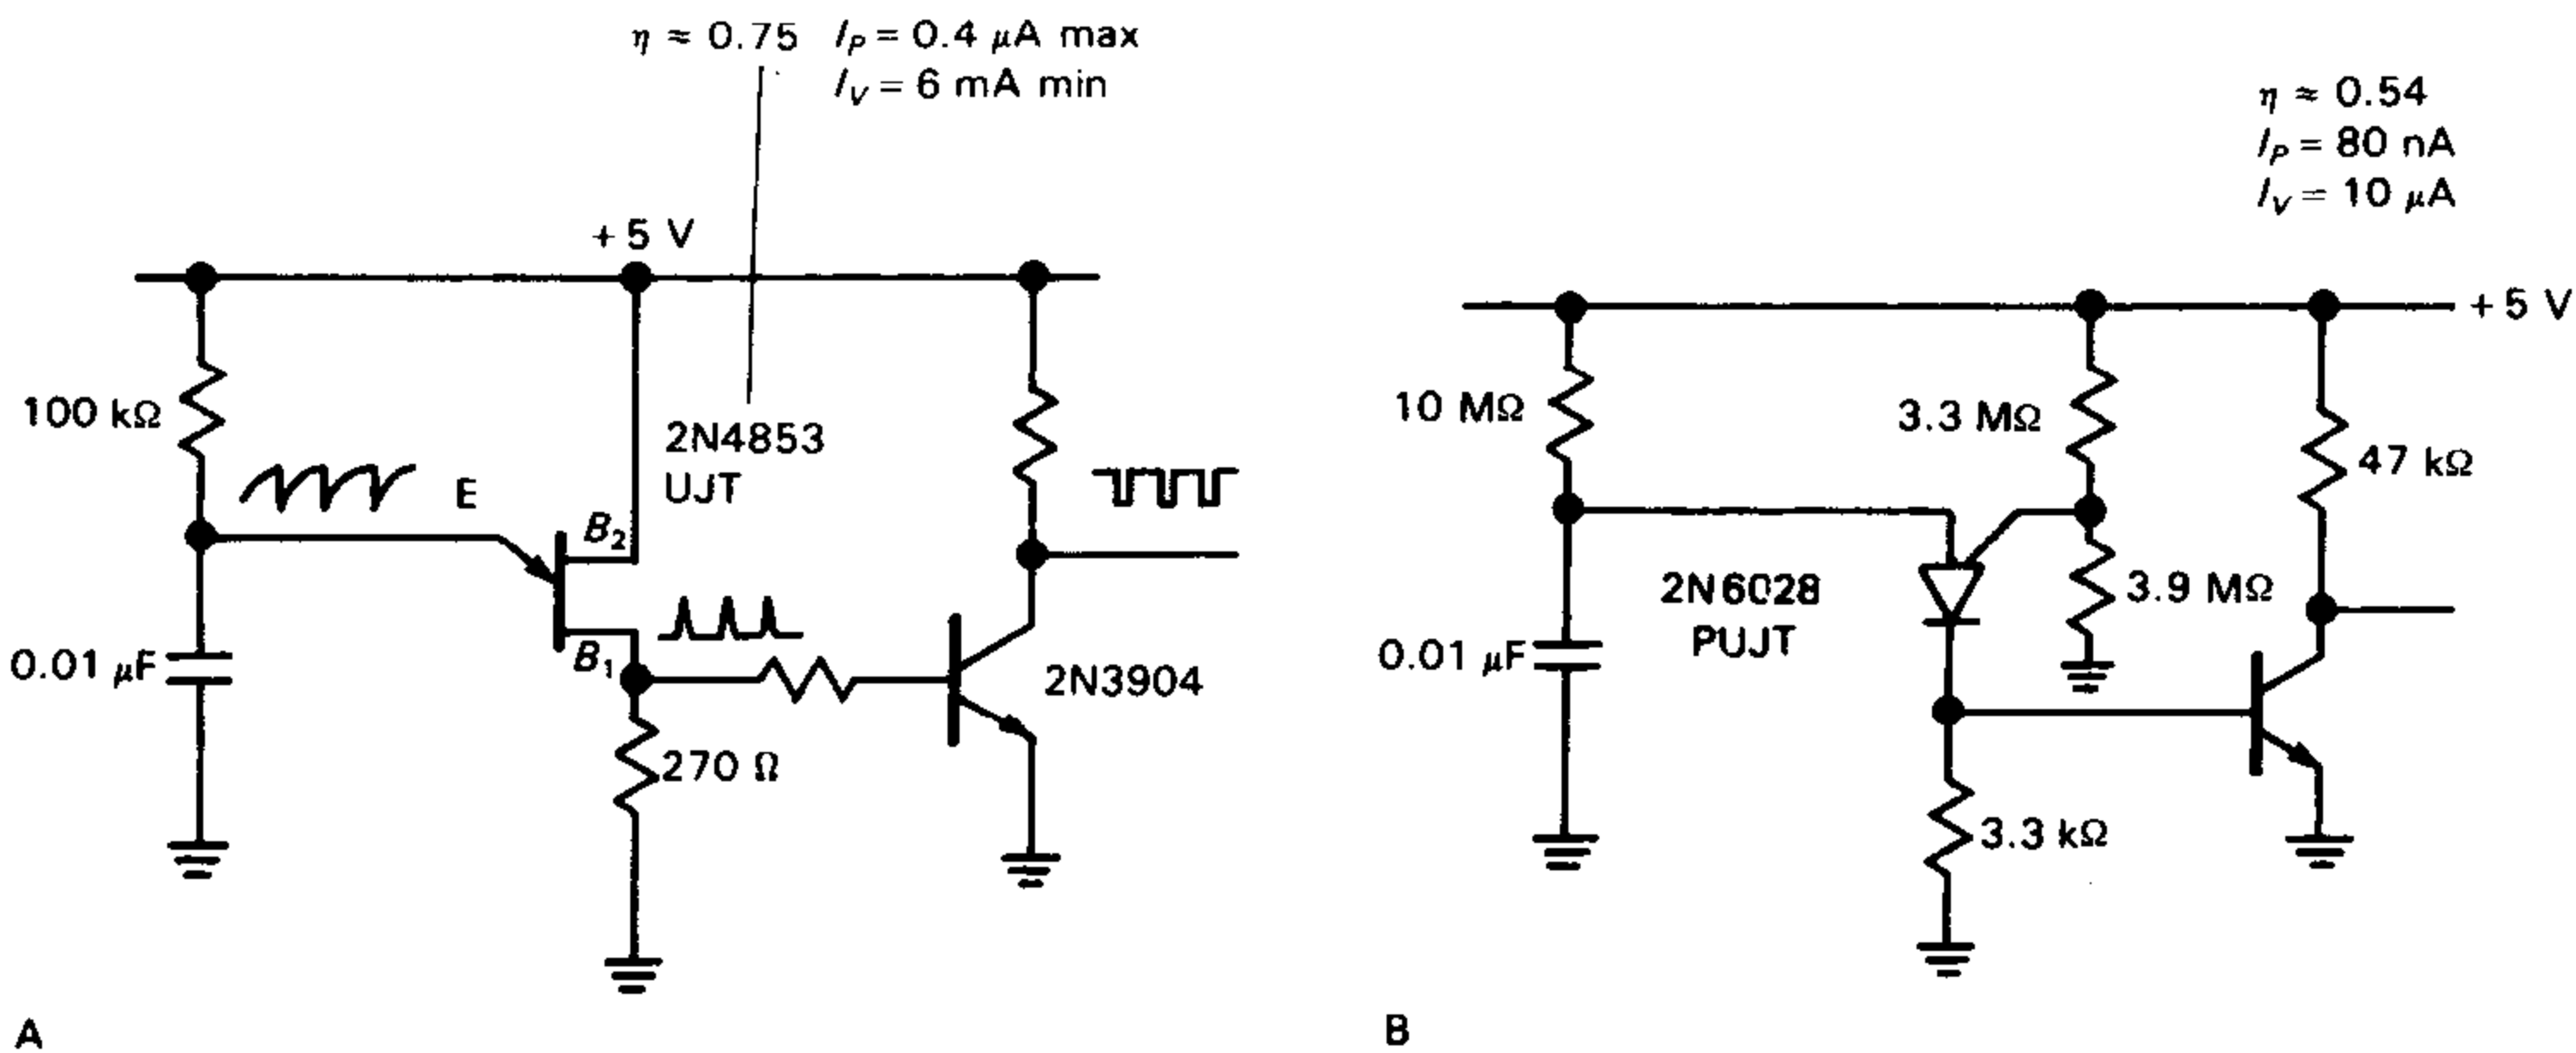 η ≈ 0.75 I_P = 0.4 μA max
I_V = 6 mA min
+5 V
100 kΩ
2N4853
UJT
E
B₂
B₁
0.01 μF
2N3904
270 Ω
A
η ≈ 0.54
I_P = 80 nA
I_V = 10 μA
+5 V
10 MΩ
3.3 MΩ
47 kΩ
2N6028
PUJT
3.9 MΩ
0.01 μF
3.3 kΩ
B